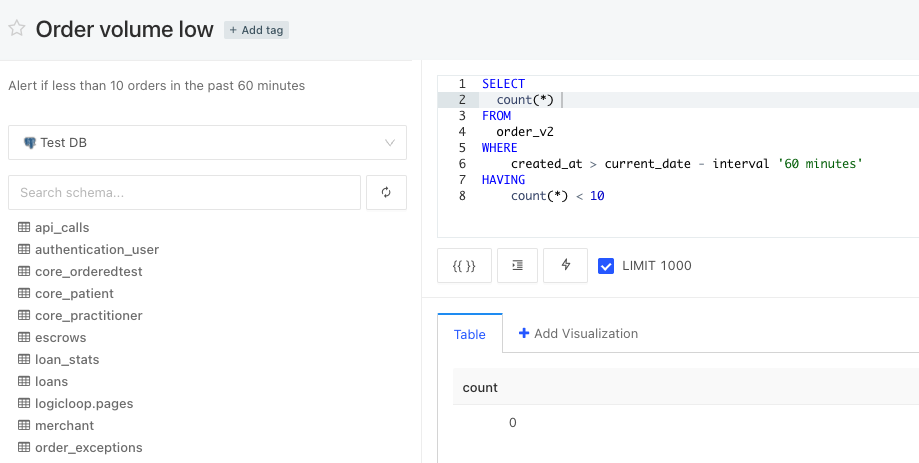 Order volume low + Add tag
Alert if less than 10 orders in the past 60 minutes
Test DB
Search schema...
api_calls
authentication_user
core_orderedtest
core_patient
core_practitioner
escrows
loan_stats
loans
logicloop.pages
merchant
order_exceptions
1 SELECT
2 count(*)
3 FROM
4 order_v2
5 WHERE
6 created_at > current_date - interval '60 minutes'
7 HAVING
8 count(*) < 10
{{ }} LIMIT 1000
Table + Add Visualization
count
0